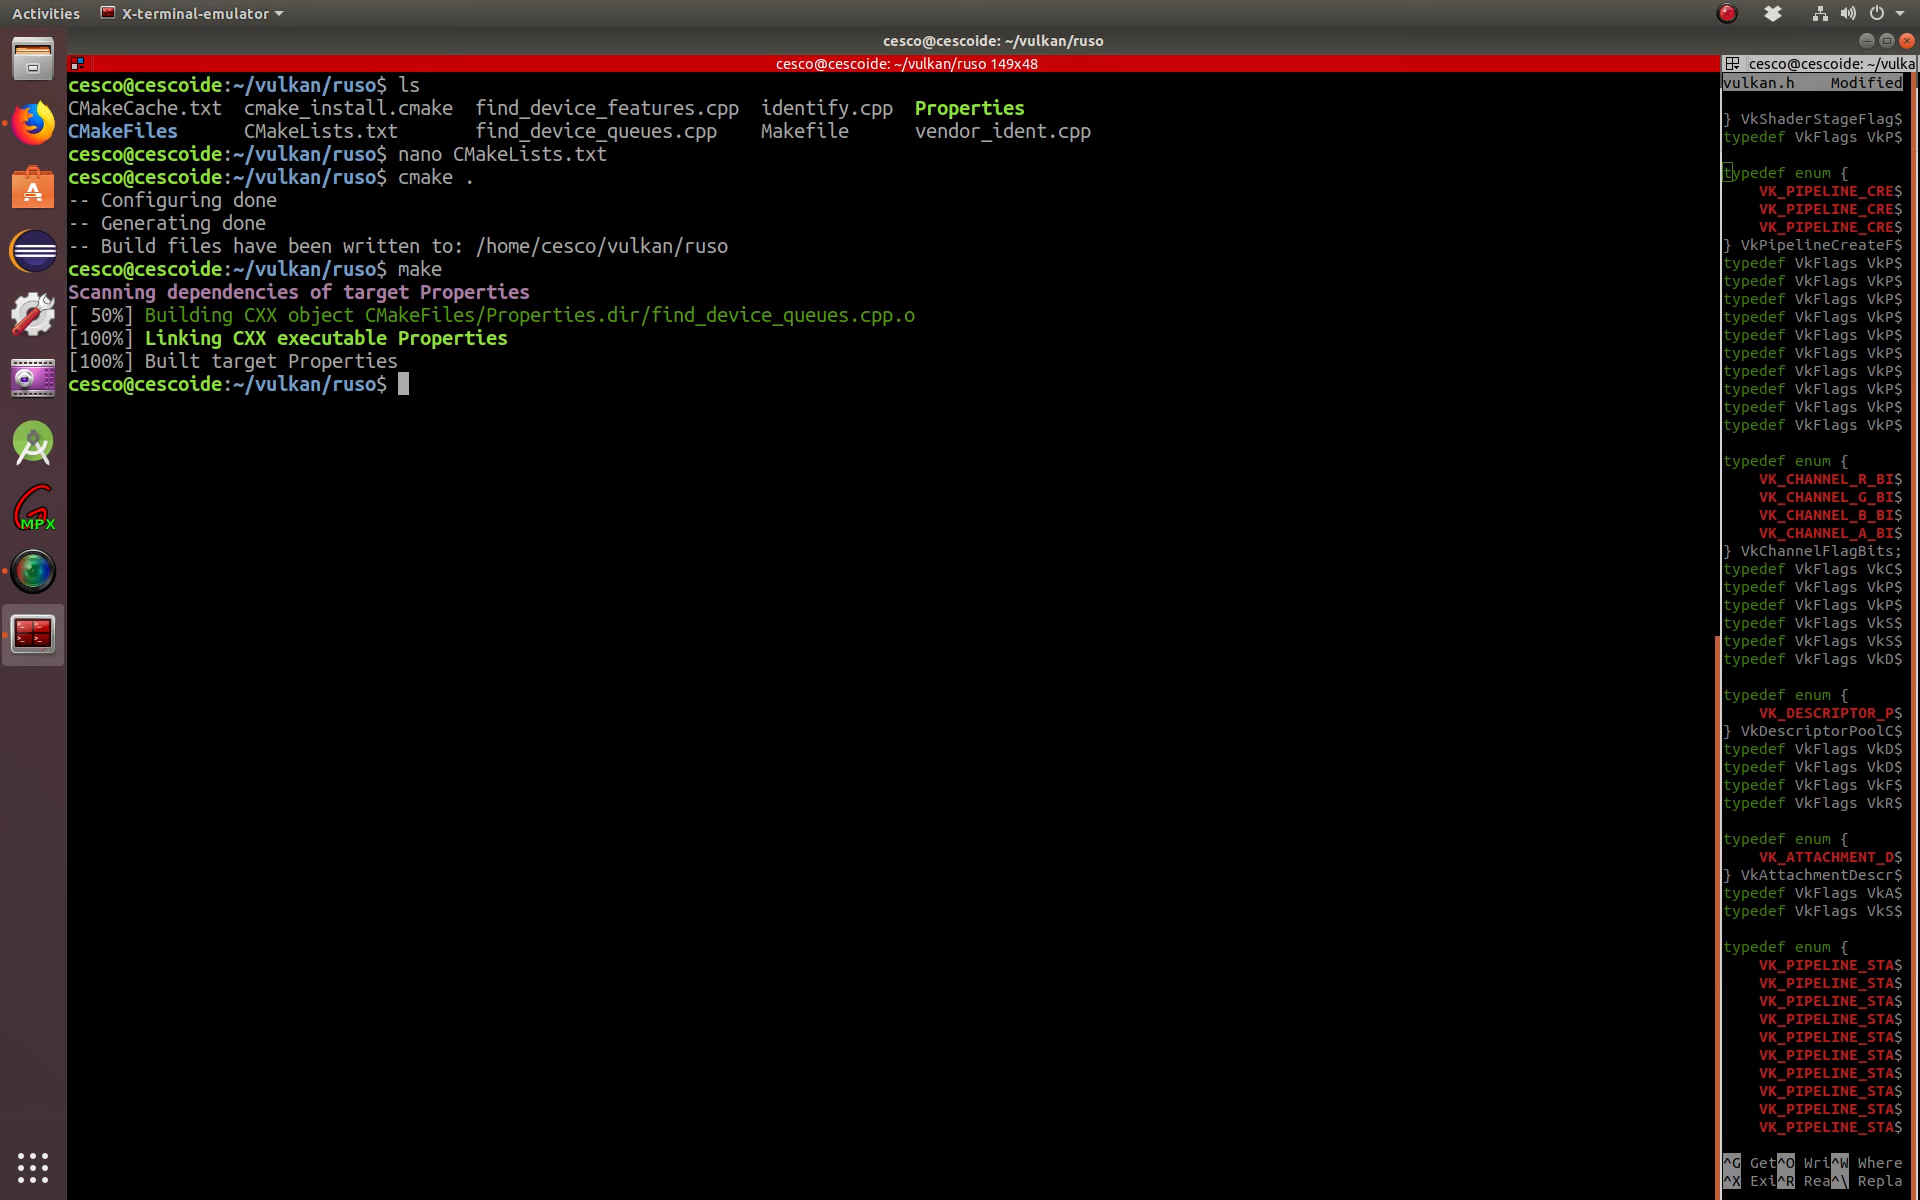 Activities
X-terminal-emulator
cesco@cescoide: ~/vulkan/ruso
cesco@cescoide: ~/vulkan/ruso 149x48
cesco@cescoide:~/vulkan/ruso$ ls
CMakeCache.txt cmake_install.cmake find_device_features.cpp identify.cpp Properties
CMakeFiles CMakeLists.txt find_device_queues.cpp Makefile vendor_ident.cpp
cesco@cescoide:~/vulkan/ruso$ nano CMakeLists.txt
cesco@cescoide:~/vulkan/ruso$ cmake .
-- Configuring done
-- Generating done
-- Build files have been written to: /home/cesco/vulkan/ruso
cesco@cescoide:~/vulkan/ruso$ make
Scanning dependencies of target Properties
[ 50%] Building CXX object CMakeFiles/Properties.dir/find_device_queues.cpp.o
[100%] Linking CXX executable Properties
[100%] Built target Properties
cesco@cescoide:~/vulkan/ruso$
MPX
cesco@cescoide: ~/vulka
vulkan.h Modified
} VkShaderStageFlag$
typedef VkFlags VkP$
typedef enum {
VK_PIPELINE_CRE$
VK_PIPELINE_CRE$
VK_PIPELINE_CRE$
} VkPipelineCreateF$
typedef VkFlags VkP$
typedef VkFlags VkP$
typedef VkFlags VkP$
typedef VkFlags VkP$
typedef VkFlags VkP$
typedef VkFlags VkP$
typedef VkFlags VkP$
typedef VkFlags VkP$
typedef VkFlags VkP$
typedef VkFlags VkP$
typedef enum {
VK_CHANNEL_R_BI$
VK_CHANNEL_G_BI$
VK_CHANNEL_B_BI$
VK_CHANNEL_A_BI$
} VkChannelFlagBits;
typedef VkFlags VkC$
typedef VkFlags VkP$
typedef VkFlags VkP$
typedef VkFlags VkS$
typedef VkFlags VkS$
typedef VkFlags VkD$
typedef enum {
VK_DESCRIPTOR_P$
} VkDescriptorPoolC$
typedef VkFlags VkD$
typedef VkFlags VkD$
typedef VkFlags VkF$
typedef VkFlags VkR$
typedef enum {
VK_ATTACHMENT_D$
} VkAttachmentDescr$
typedef VkFlags VkA$
typedef VkFlags VkS$
typedef enum {
VK_PIPELINE_STA$
VK_PIPELINE_STA$
VK_PIPELINE_STA$
VK_PIPELINE_STA$
VK_PIPELINE_STA$
VK_PIPELINE_STA$
VK_PIPELINE_STA$
VK_PIPELINE_STA$
VK_PIPELINE_STA$
VK_PIPELINE_STA$
^G Get^O Wri^W Where
^X Exi^R Rea^\ Repla